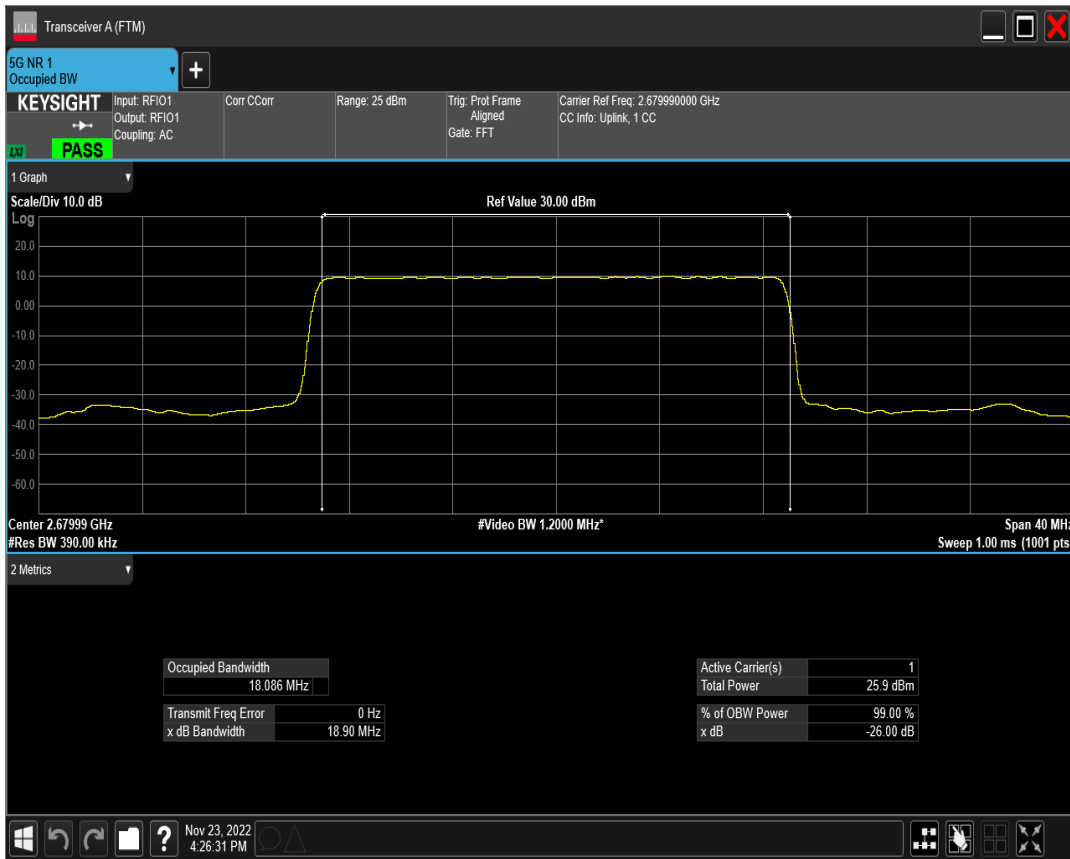 Transceiver A (FTM)
5G NR 1
Occupied BW
+
KEYSIGHT
LXI
PASS
Input: RFIO1
Output: RFIO1
Coupling: AC
Corr CCorr
Range: 25 dBm
Trig: Prot Frame
Aligned
Gate: FFT
Carrier Ref Freq: 2.679990000 GHz
CC Info: Uplink, 1 CC
1 Graph
Scale/Div 10.0 dB
Ref Value 30.00 dBm
Log
20.0
10.0
0.00
-10.0
-20.0
-30.0
-40.0
-50.0
-60.0
Center 2.67999 GHz
#Video BW 1.2000 MHz*
Span 40 MHz
#Res BW 390.00 kHz
Sweep 1.00 ms (1001 pts
2 Metrics
Occupied Bandwidth
18.086 MHz
Transmit Freq Error 0 Hz
x dB Bandwidth 18.90 MHz
Active Carrier(s) 1
Total Power 25.9 dBm
% of OBW Power 99.00 %
x dB -26.00 dB
?
Nov 23, 2022
4:26:31 PM